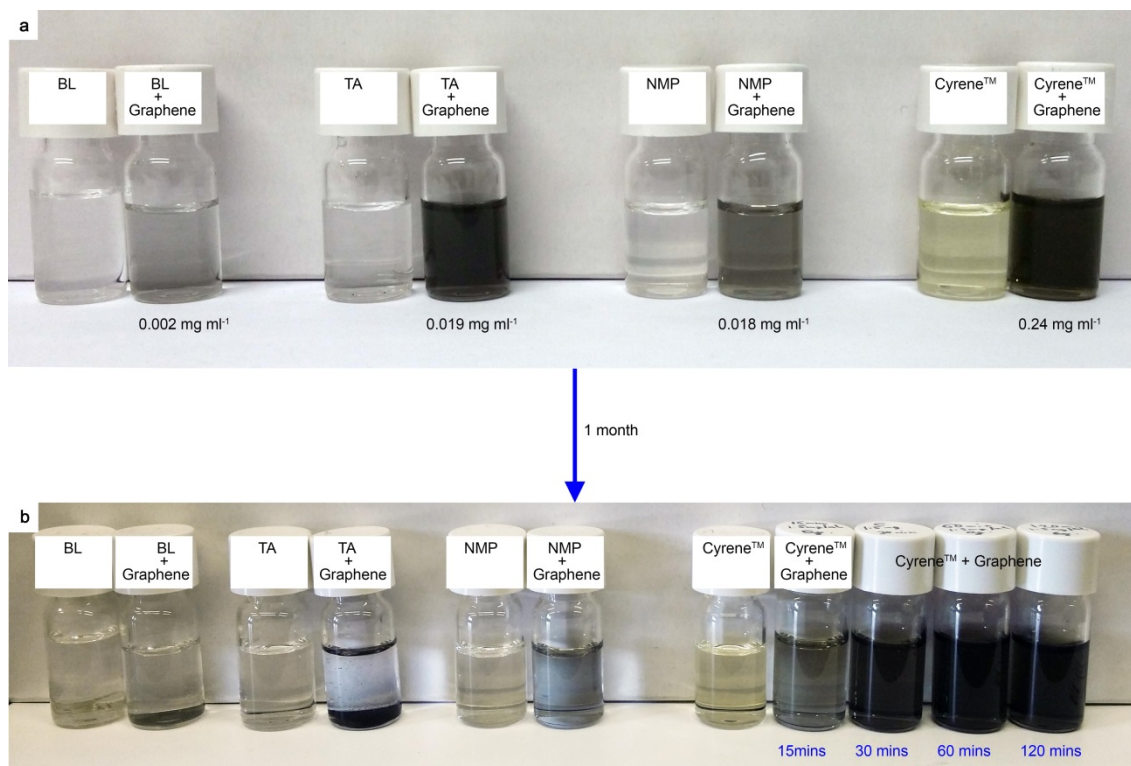 a
BL
BL
+
Graphene
TA
TA
+
Graphene
NMP
NMP
+
Graphene
Cyrene™
Cyrene™
+
Graphene
0.002 mg ml⁻¹
0.019 mg ml⁻¹
0.018 mg ml⁻¹
0.24 mg ml⁻¹
1 month
b
BL
BL
+
Graphene
TA
TA
+
Graphene
NMP
NMP
+
Graphene
Cyrene™
Cyrene™
+
Graphene
Cyrene™ + Graphene
15mins
30 mins
60 mins
120 mins